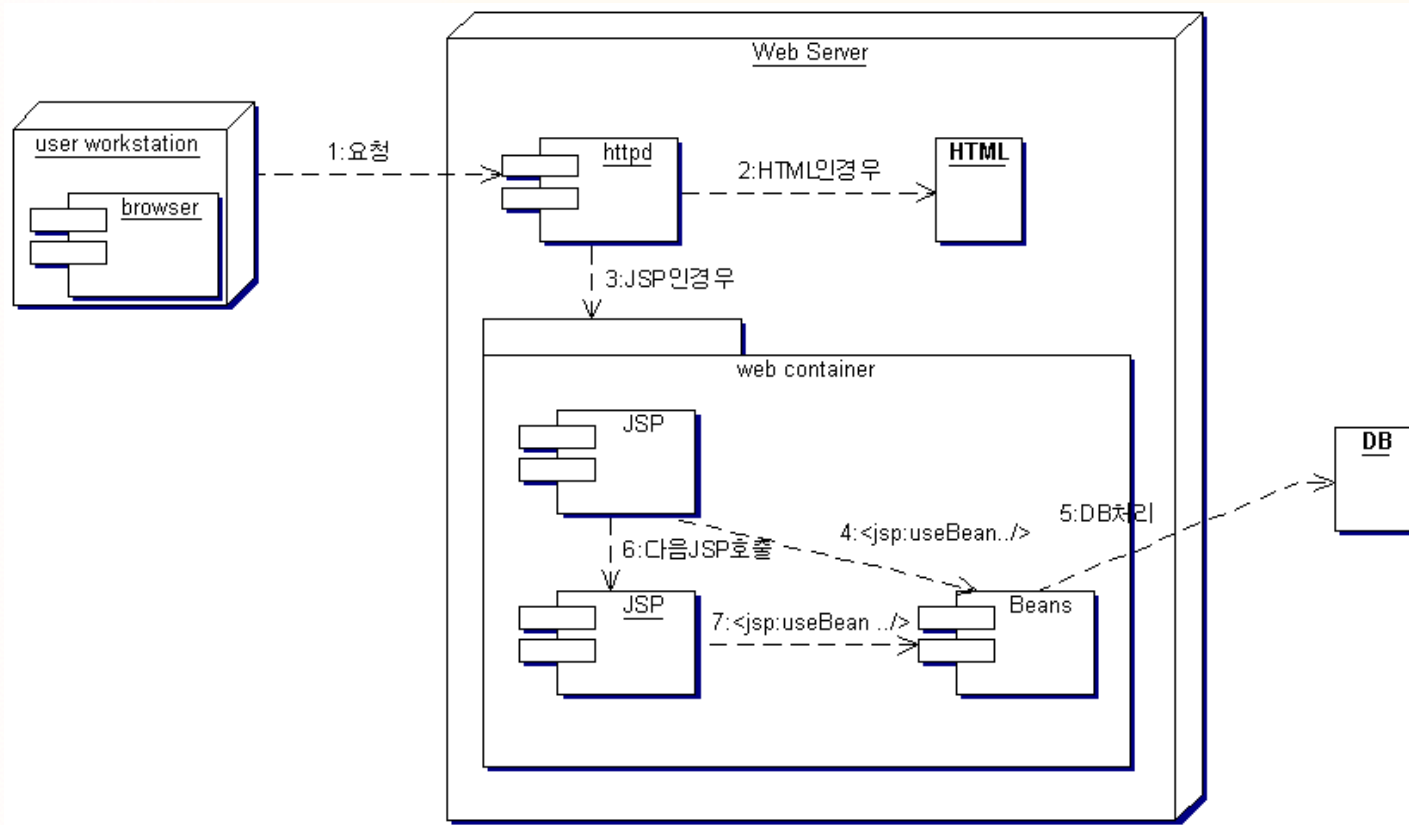 Web Server
user workstation
browser
1:요청
httpd
2:HTML인경우
HTML
3:JSP인경우
web container
JSP
4:<jsp:useBean../>
5:DB처리
DB
6:다음JSP호출
JSP
7:<jsp:useBean ../>
Beans